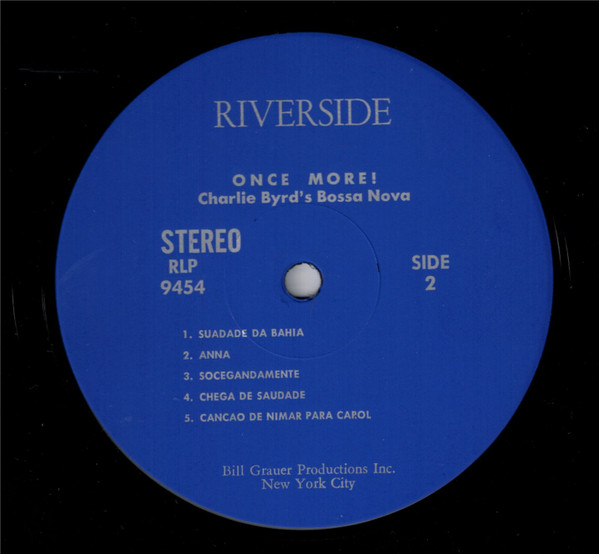 RIVERSIDE
ONCE MORE!
Charlie Byrd's Bossa Nova
STEREO
RLP
9454
SIDE
2
1. SUADADE DA BAHIA
2. ANNA
3. SOCEGANDAMENTE
4. CHEGA DE SAUDADE
5. CANCAO DE NIMAR PARA CAROL
Bill Grauer Productions Inc.
New York City